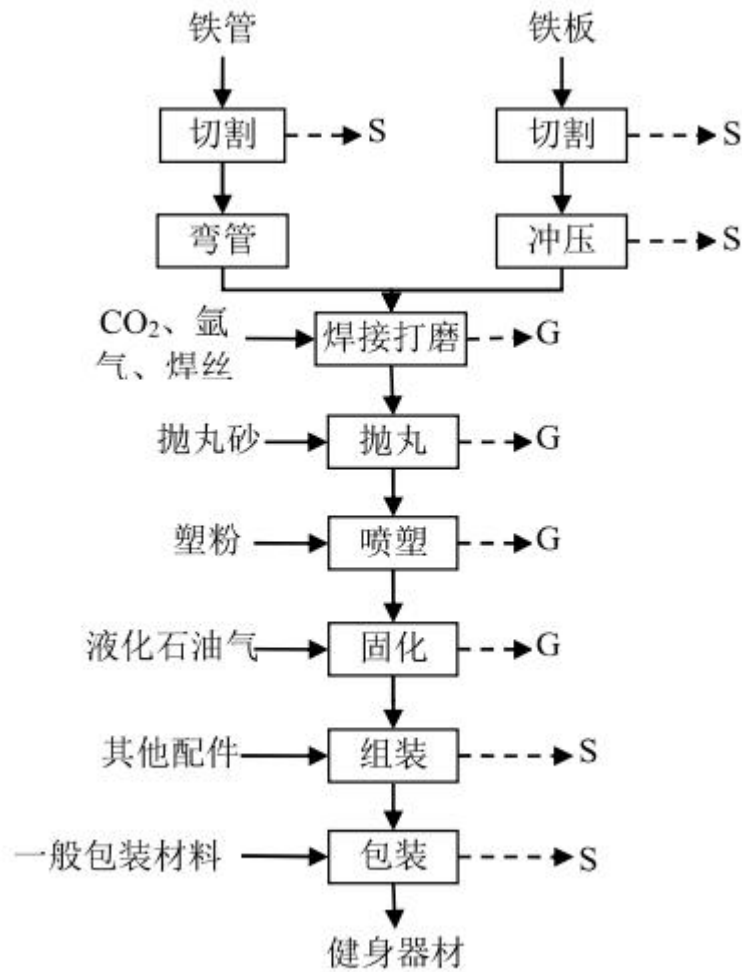 铁管
铁板
切割
S
切割
S
弯管
冲压
S
CO₂、氩
气、焊丝
焊接打磨
G
抛丸砂
抛丸
G
塑粉
喷塑
G
液化石油气
固化
G
其他配件
组装
S
一般包装材料
包装
S
健身器材